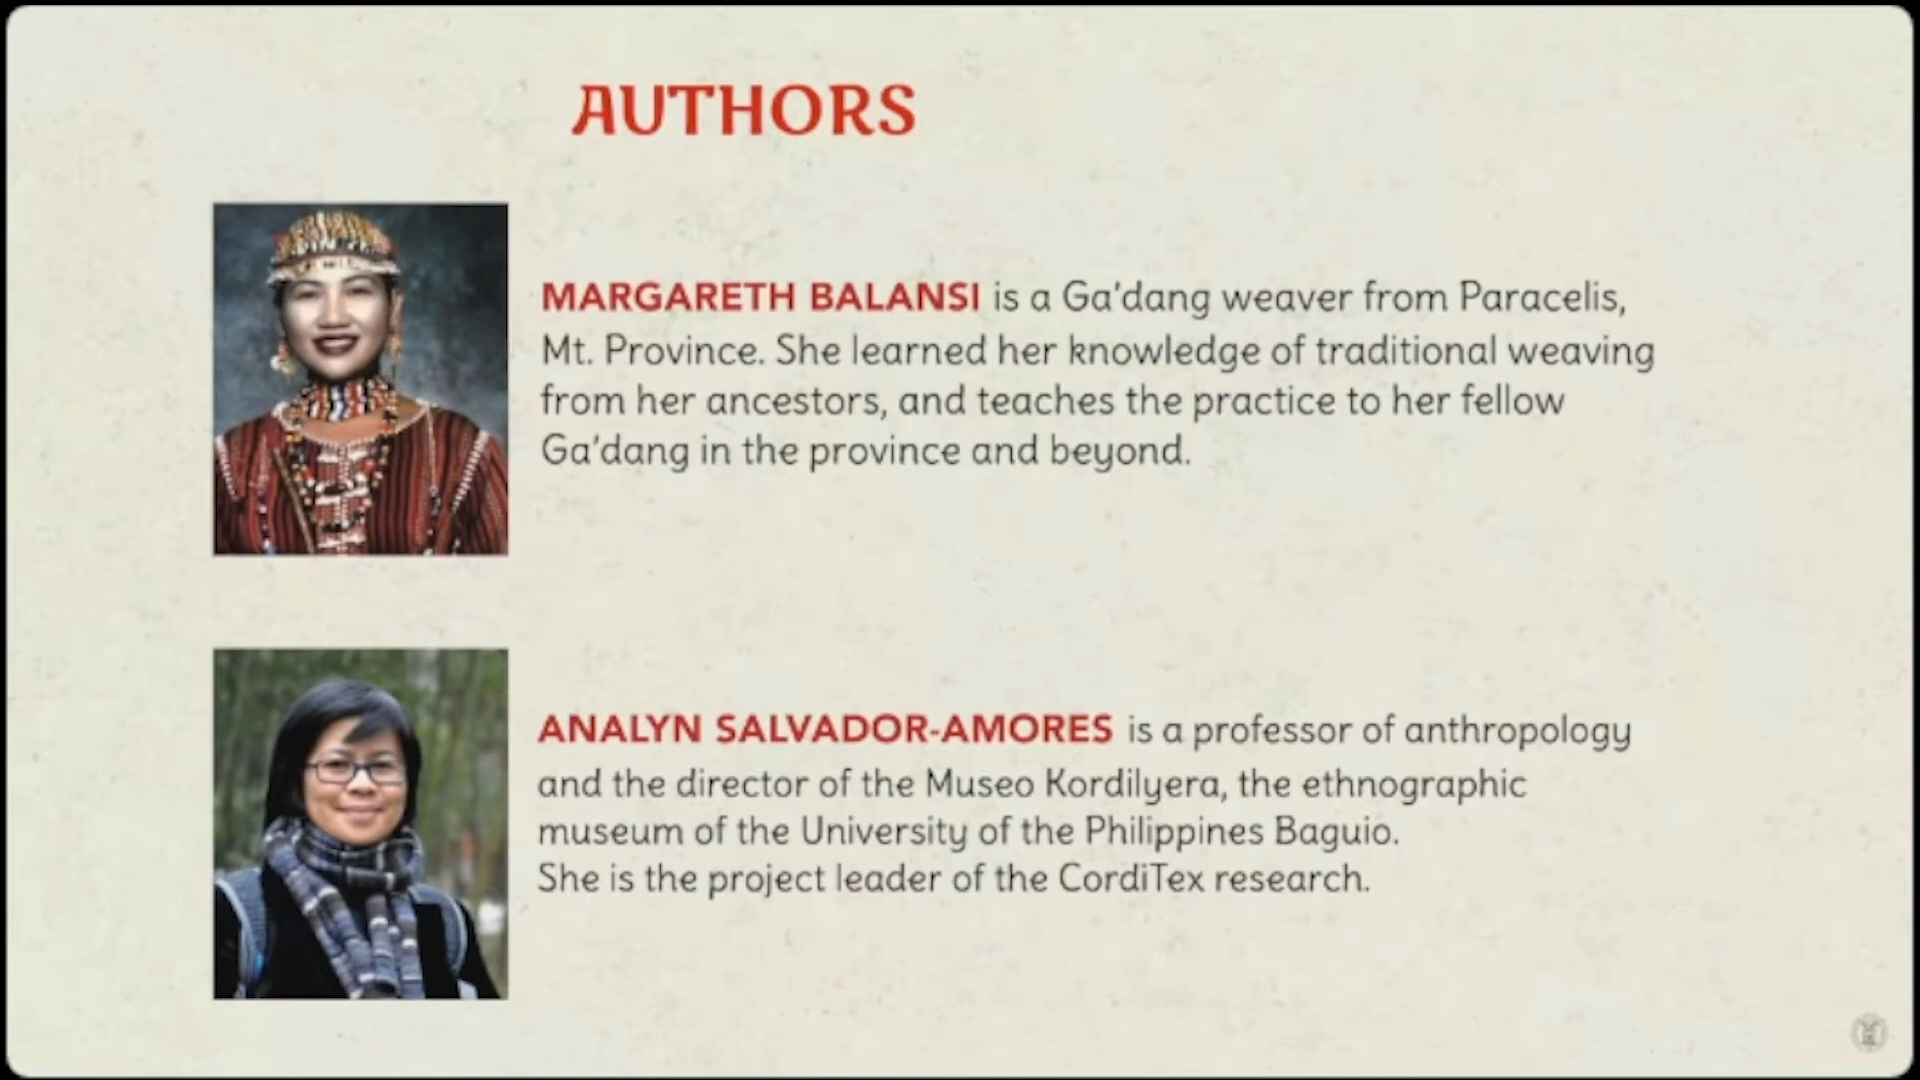 AUTHORS
MARGARETH BALANSI is a Ga'dang weaver from Paracelis,
Mt. Province. She learned her knowledge of traditional weaving
from her ancestors, and teaches the practice to her fellow
Ga'dang in the province and beyond.
ANALYN SALVADOR-AMORES is a professor of anthropology
and the director of the Museo Kordilyera, the ethnographic
museum of the University of the Philippines Baguio.
She is the project leader of the CordiTex research.